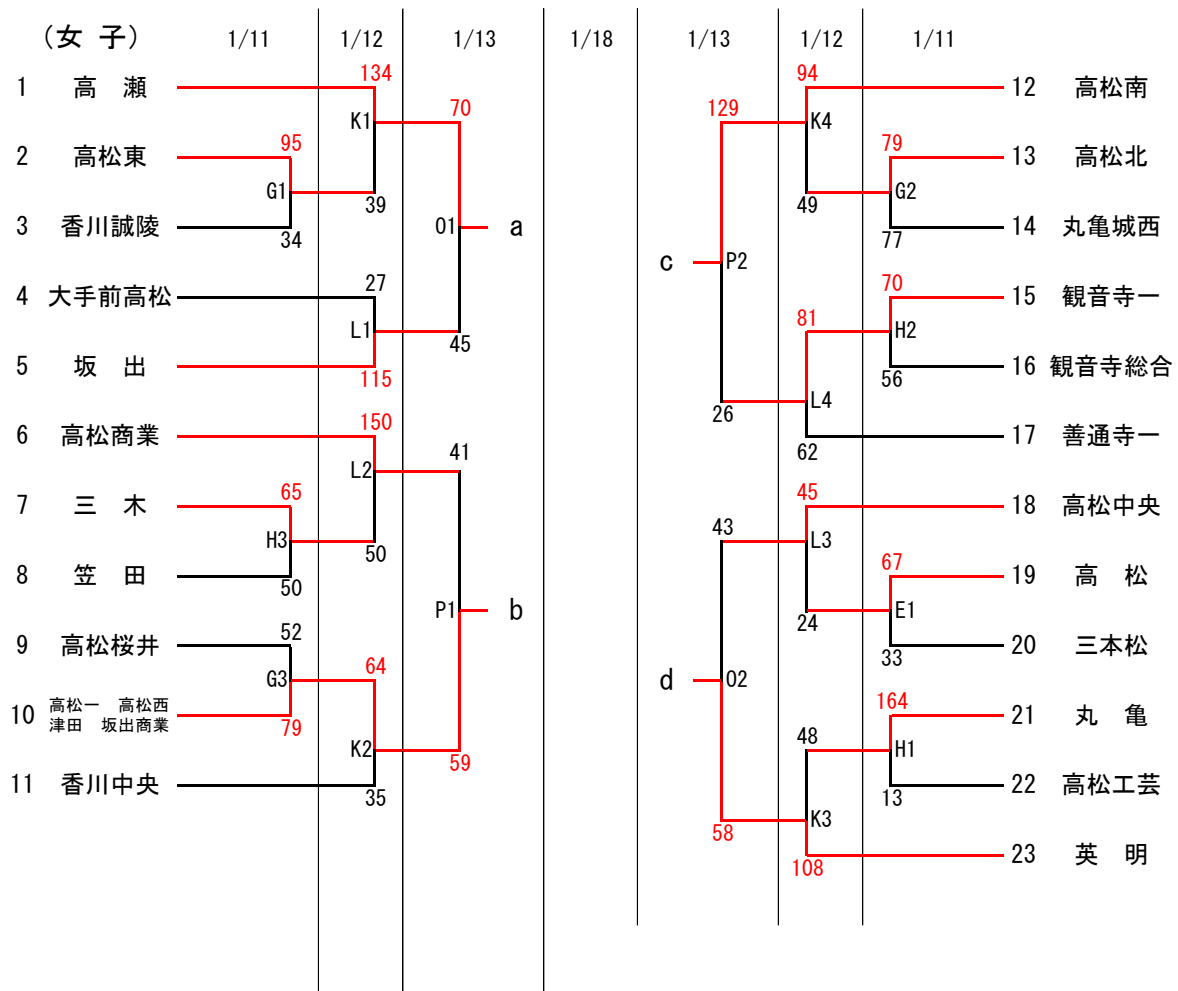 （女 子） 1/11 1/12 1/13 1/18 1/13 1/12 1/11
134 94
1 高 瀬 12 高松南
70 129
K1 K4
95 79
2 高松東 13 高松北
G1 G2
39 49
3 香川誠陵 O1 a 14 丸亀城西
34 77
c P2
27 70
4 大手前高松 15 観音寺一
81
L1 H2
45
5 坂 出 16 観音寺総合
115 56
L4
26
150
6 高松商業 17 善通寺一
41 62
L2
65 45
7 三 木 18 高松中央
43
H3 L3
50
67
8 笠 田 19 高 松
50
P1 b E1
24
52
9 高松桜井 20 三本松
33
64
G3 d O2
高松一 高松西 164
10 津田 坂出商業 21 丸 亀
79
48
K2 H1
59
11 香川中央 22 高松工芸
35 13
K3
58
23 英 明
108